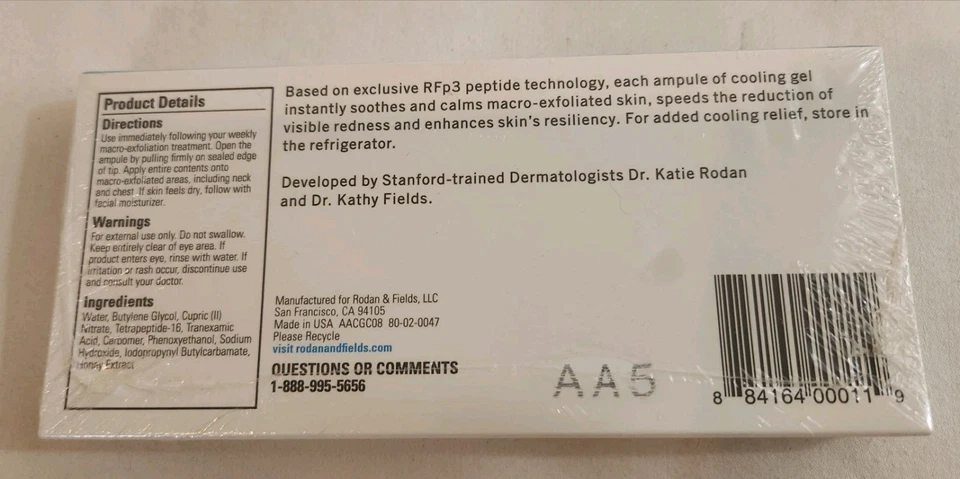 Product Details
Directions
Use immediately following your weekly
macro-exfoliation treatment. Open the
ampule by pulling firmly on sealed edge
of tip. Apply entire contents onto
macro-exfoliated areas, including neck
and chest. If skin feels dry, follow with
facial moisturizer.
Warnings
For external use only. Do not swallow.
Keep entirely clear of eye area. If
product enters eye, rinse with water. If
irritation or rash occur, discontinue use
and consult your doctor.
Ingredients
Water, Butylene Glycol, Cupric (II)
Nitrate, Tetrapeptide-16, Tranexamic
Acid, Carbomer, Phenoxyethanol, Sodium
Hydroxide, Iodopropynyl Butylcarbamate,
Honey Extract
Based on exclusive RFp3 peptide technology, each ampule of cooling gel
instantly soothes and calms macro-exfoliated skin, speeds the reduction of
visible redness and enhances skin's resiliency. For added cooling relief, store in
the refrigerator.
Developed by Stanford-trained Dermatologists Dr. Katie Rodan
and Dr. Kathy Fields.
Manufactured for Rodan & Fields, LLC
San Francisco, CA 94105
Made in USA AACGC08 80-02-0047
Please Recycle
visit rodanandfields.com
QUESTIONS OR COMMENTS
1-888-995-5656
AA5
8 84164 00011 9